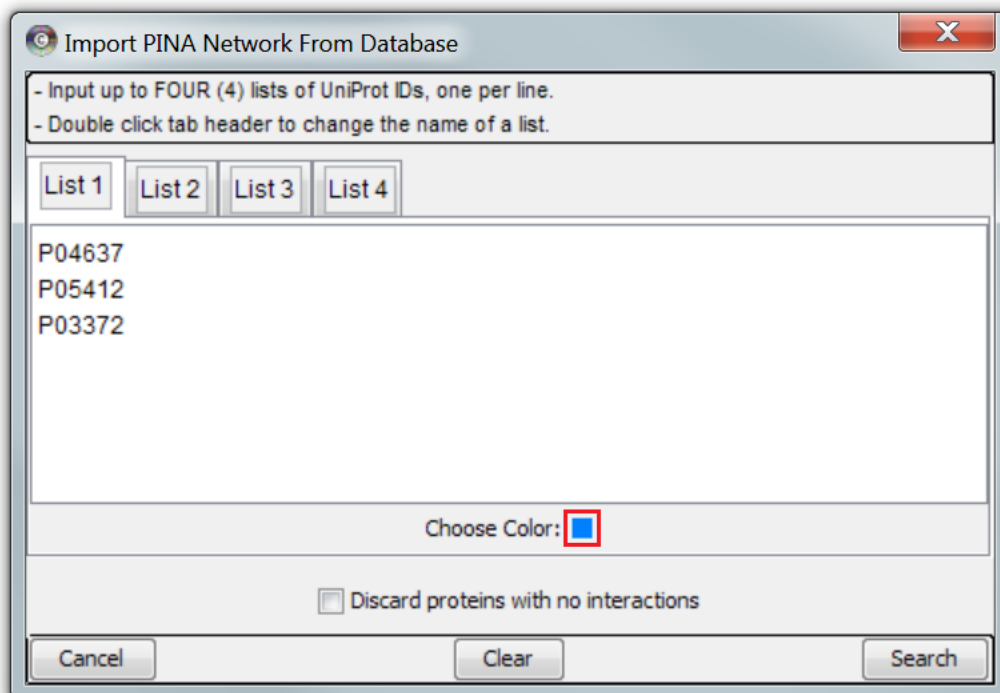 Import PINA Network From Database
- Input up to FOUR (4) lists of UniProt IDs, one per line.
- Double click tab header to change the name of a list.
List 1 List 2 List 3 List 4
P04637
P05412
P03372
Choose Color:
Discard proteins with no interactions
Cancel Clear Search